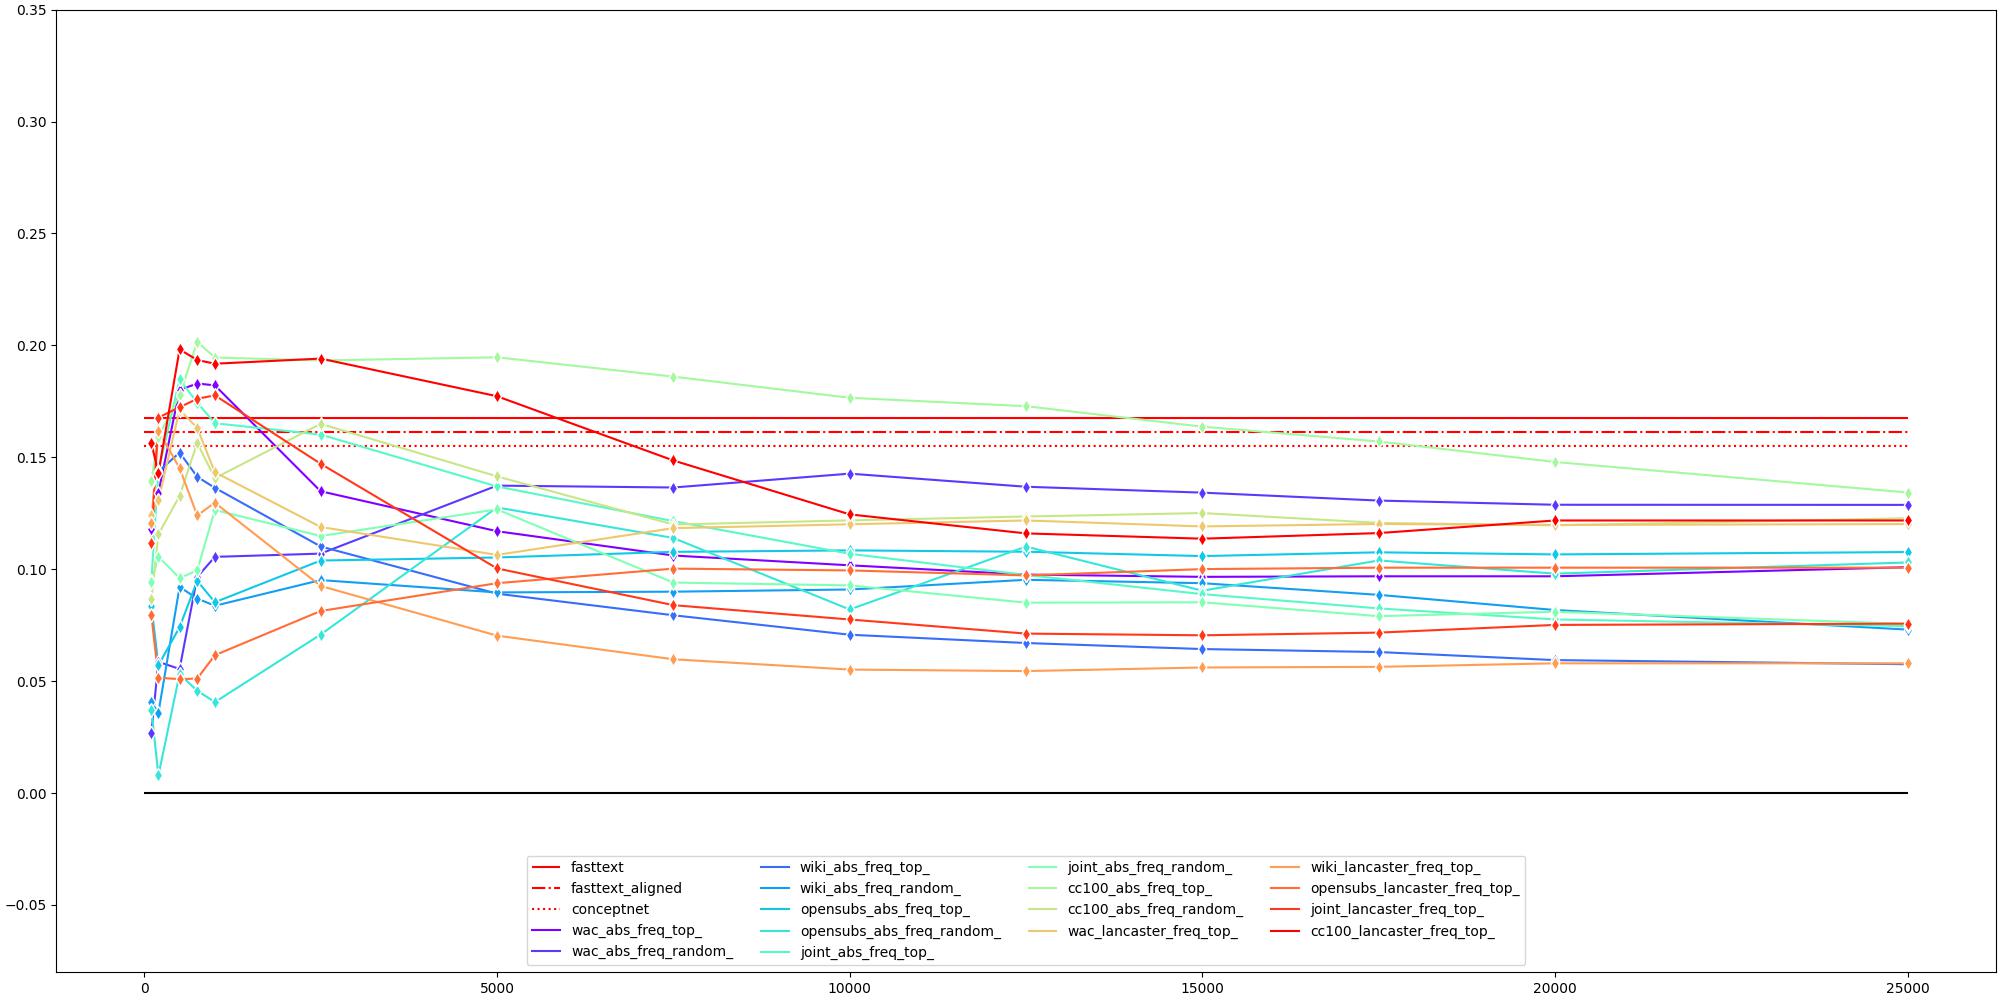 0.35
0.30
0.25
0.20
0.15
0.10
0.05
0.00
−0.05
fasttext
fasttext_aligned
conceptnet
wac_abs_freq_top_
wac_abs_freq_random_
wiki_abs_freq_top_
wiki_abs_freq_random_
opensubs_abs_freq_top_
opensubs_abs_freq_random_
joint_abs_freq_top_
joint_abs_freq_random_
cc100_abs_freq_top_
cc100_abs_freq_random_
wac_lancaster_freq_top_
wiki_lancaster_freq_top_
opensubs_lancaster_freq_top_
joint_lancaster_freq_top_
cc100_lancaster_freq_top_
0 5000 10000 15000 20000 25000